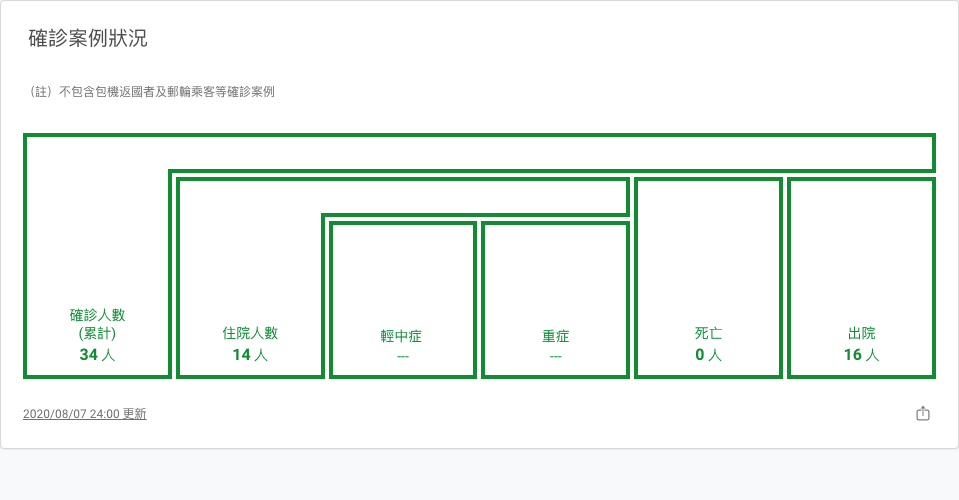 確診案例狀況
（註）不包含包機返國者及郵輪乘客等確診案例
確診人數
(累計)
34 人
住院人數
14 人
輕中症
---
重症
---
死亡
0 人
出院
16 人
2020/08/07 24:00 更新